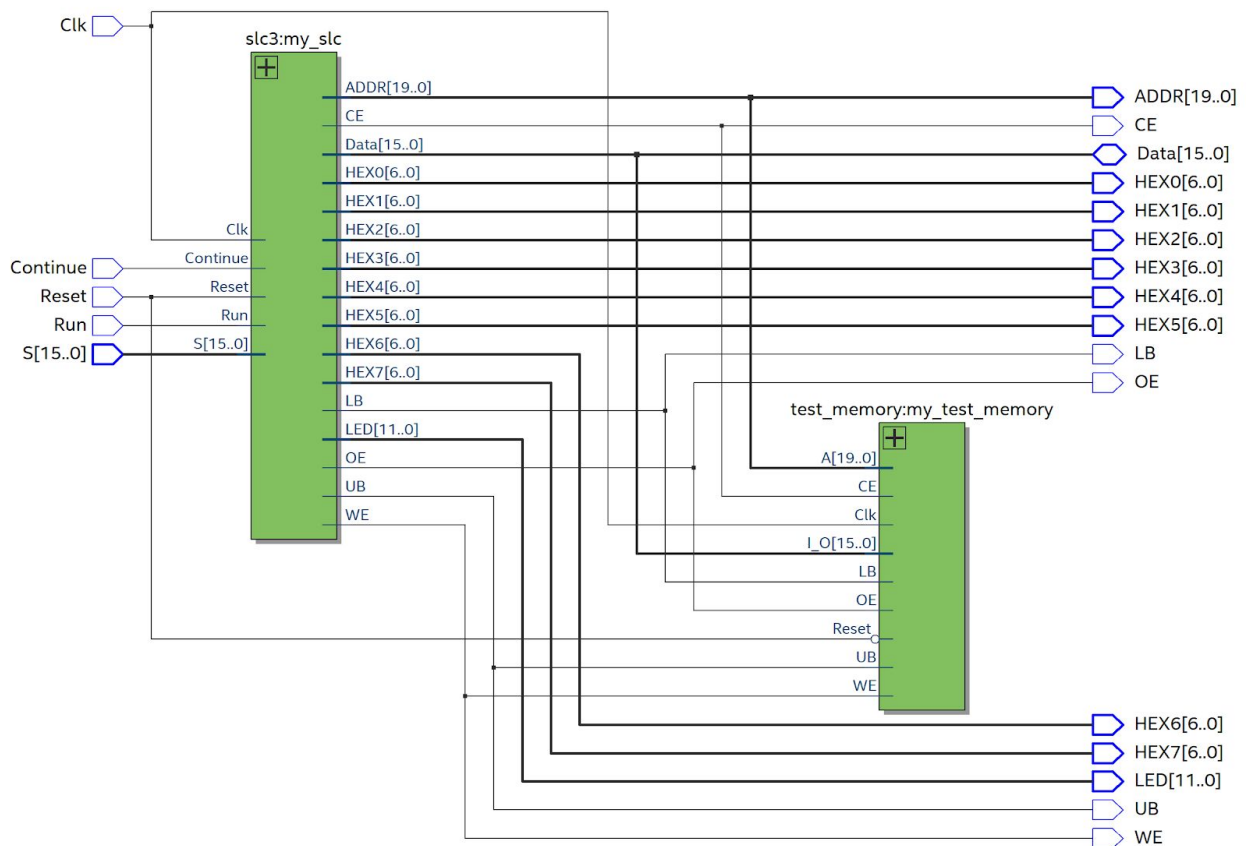 Clk
Continue
Reset
Run
S[15..0]
slc3:my_slc
Clk
Continue
Reset
Run
S[15..0]
ADDR[19..0]
CE
Data[15..0]
HEX0[6..0]
HEX1[6..0]
HEX2[6..0]
HEX3[6..0]
HEX4[6..0]
HEX5[6..0]
HEX6[6..0]
HEX7[6..0]
LB
LED[11..0]
OE
UB
WE
test_memory:my_test_memory
A[19..0]
CE
Clk
I_O[15..0]
LB
OE
Reset
UB
WE
ADDR[19..0]
CE
Data[15..0]
HEX0[6..0]
HEX1[6..0]
HEX2[6..0]
HEX3[6..0]
HEX4[6..0]
HEX5[6..0]
LB
OE
HEX6[6..0]
HEX7[6..0]
LED[11..0]
UB
WE